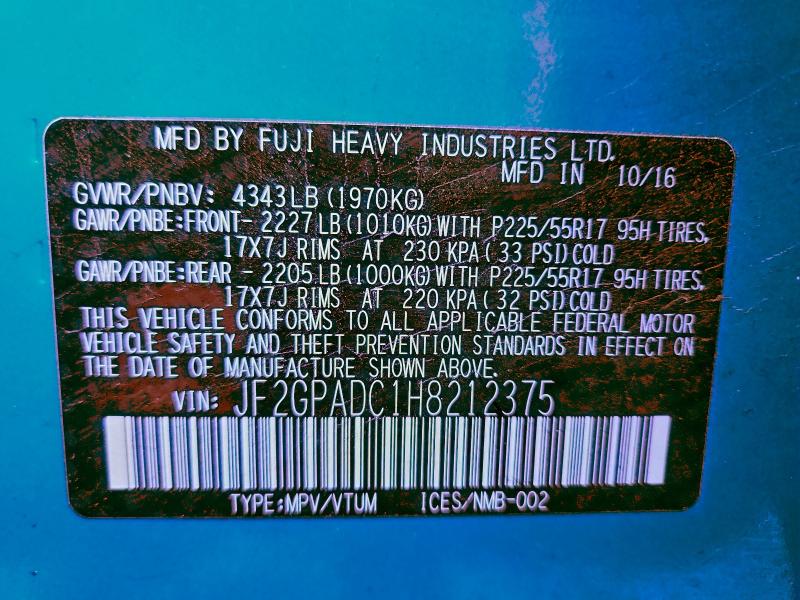 MFD BY FUJI HEAVY INDUSTRIES LTD.
MFD IN 10/16
GVWR/PNBV: 4343LB (1970KG)
GAWR/PNBE:FRONT- 2227LB (1010KG) WITH P225/55R17 95H TIRES,
17X7J RIMS AT 230 KPA ( 33 PSI) COLD
GAWR/PNBE:REAR - 2205LB (1000KG) WITH P225/55R17 95H TIRES,
17X7J RIMS AT 220 KPA ( 32 PSI) COLD
THIS VEHICLE CONFORMS TO ALL APPLICABLE FEDERAL MOTOR
VEHICLE SAFETY AND THEFT PREVENTION STANDARDS IN EFFECT ON
THE DATE OF MANUFACTURE SHOWN ABOVE.
VIN: JF2GPADC1H8212375
TYPE:MPV/VTUM ICES/NMB-002